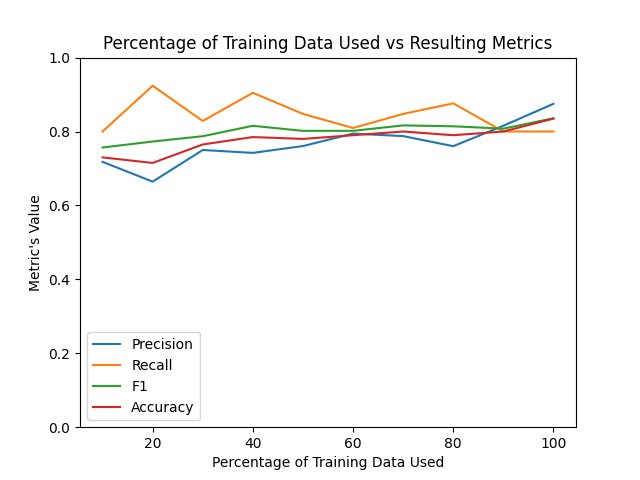 Percentage of Training Data Used vs Resulting Metrics
Metric's Value
1.0
0.8
0.6
0.4
0.2
0.0
Precision
Recall
F1
Accuracy
20
40
60
80
100
Percentage of Training Data Used